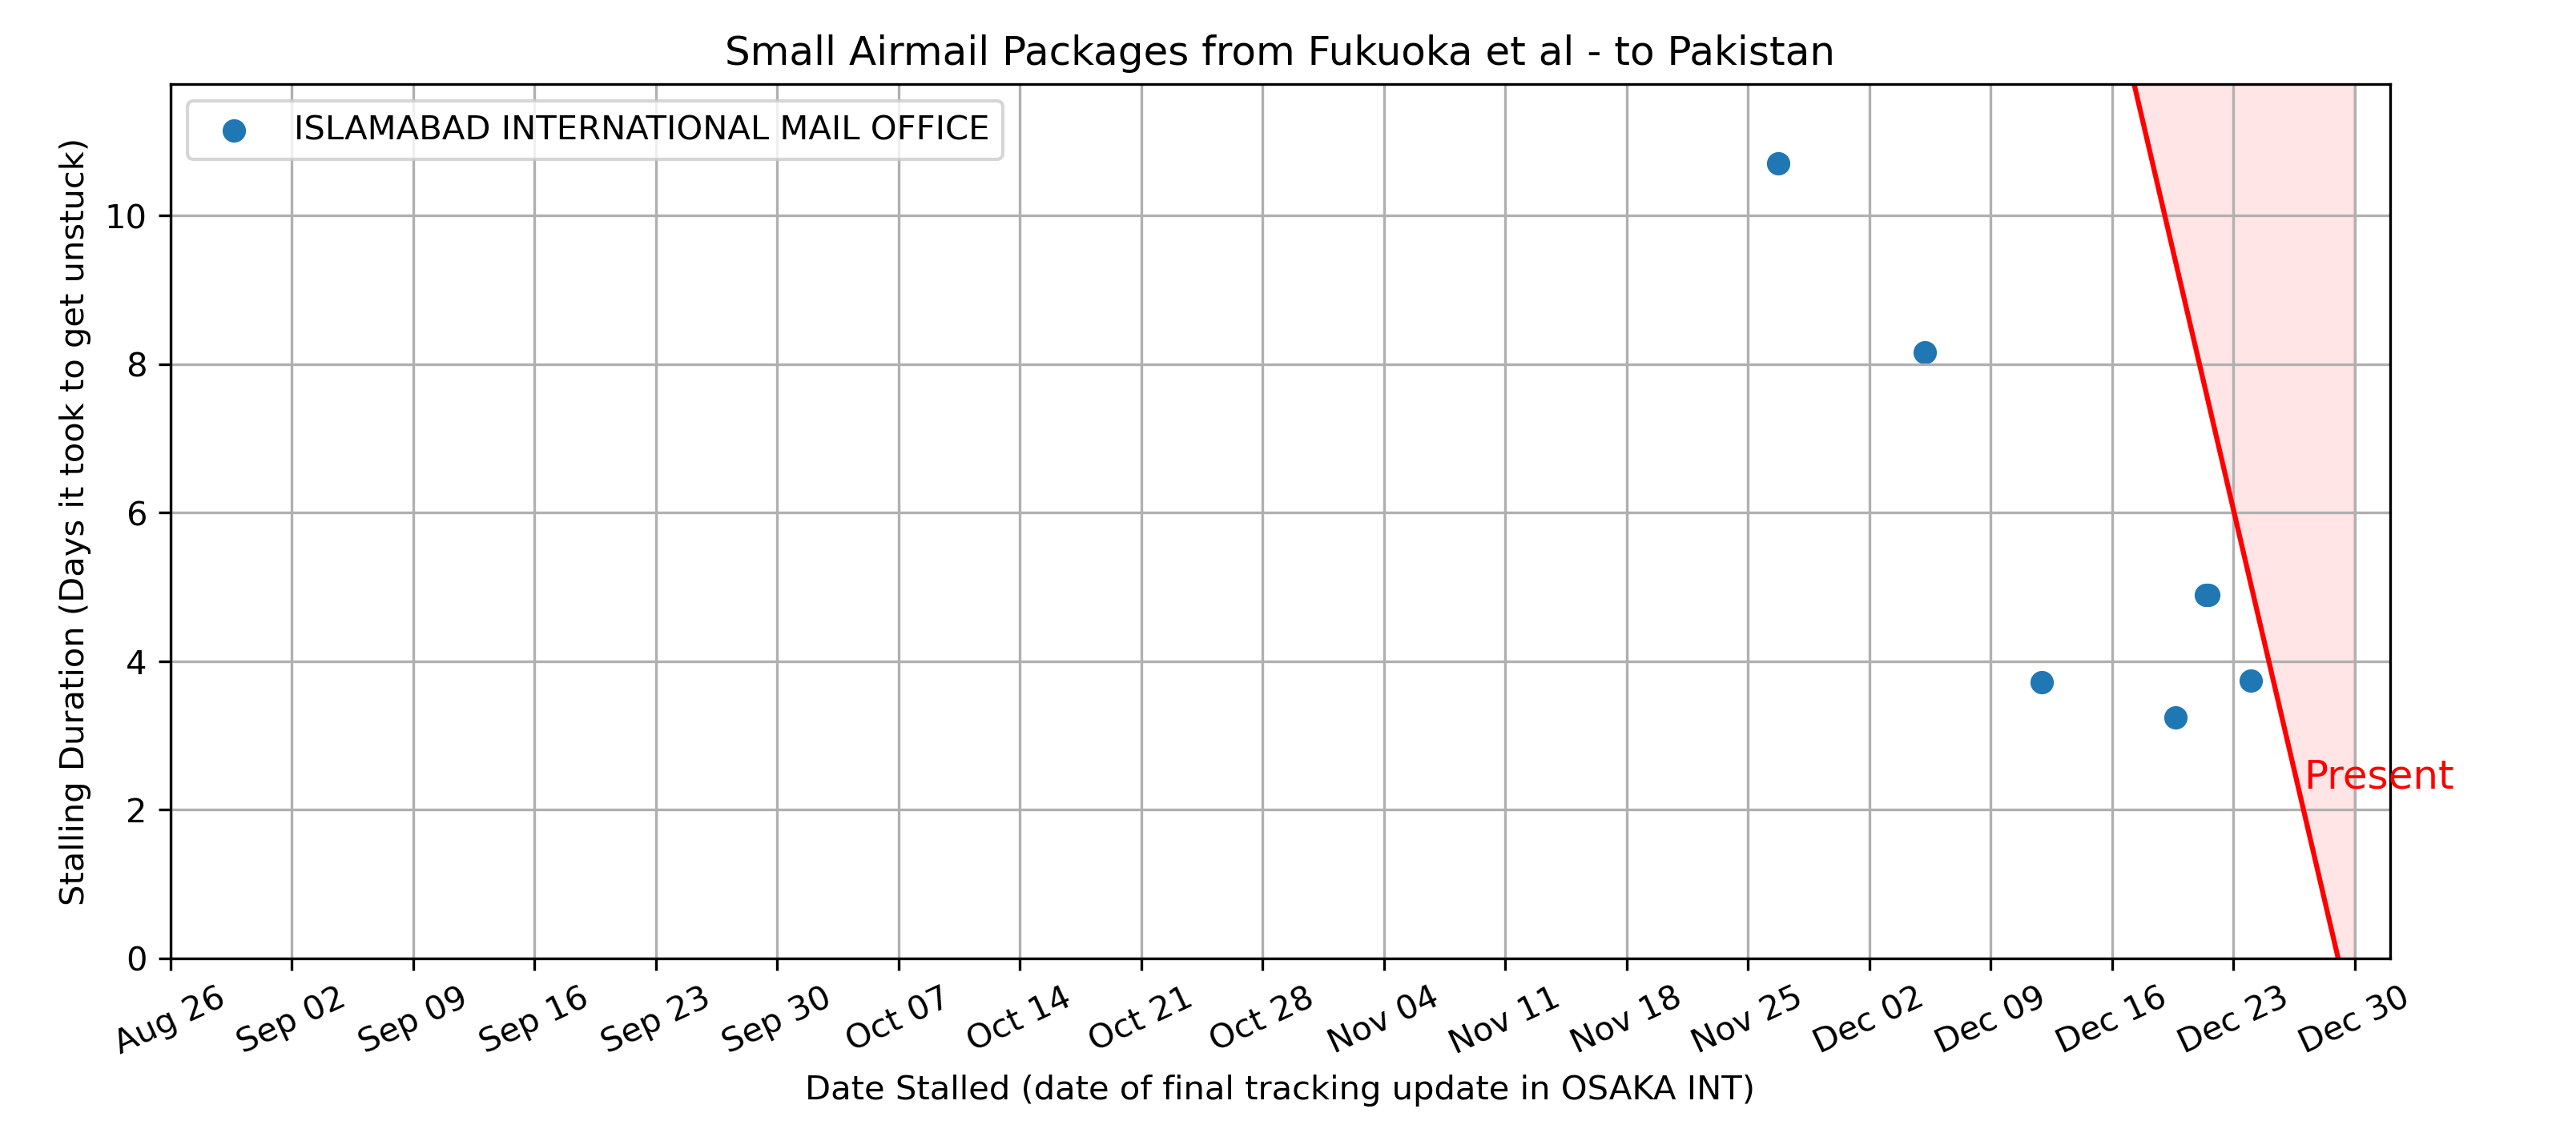 Small Airmail Packages from Fukuoka et al - to Pakistan
ISLAMABAD INTERNATIONAL MAIL OFFICE
Stalling Duration (Days it took to get unstuck)
10
8
6
4
2
0
Present
Aug 26
Sep 02
Sep 09
Sep 16
Sep 23
Sep 30
Oct 07
Oct 14
Oct 21
Oct 28
Nov 04
Nov 11
Nov 18
Nov 25
Dec 02
Dec 09
Dec 16
Dec 23
Dec 30
Date Stalled (date of final tracking update in OSAKA INT)